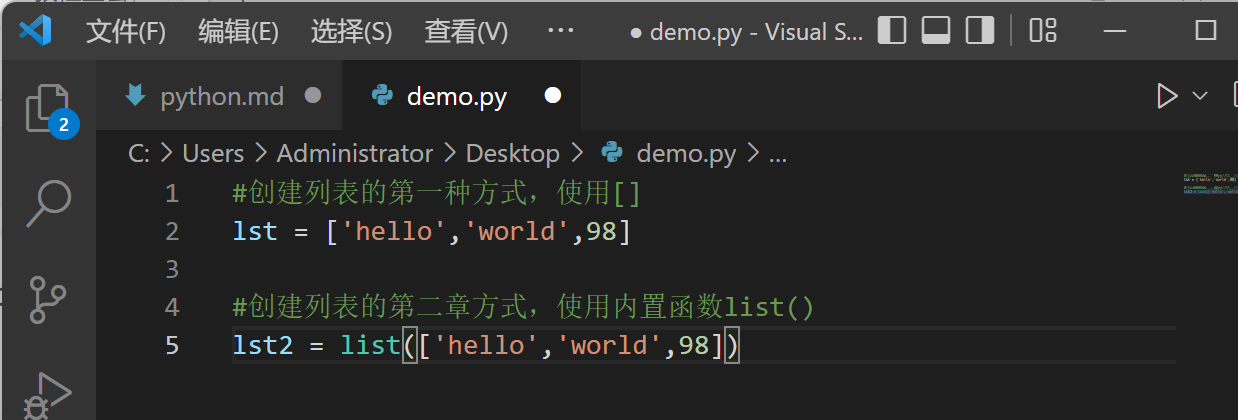 文件(F) 编辑(E) 选择(S) 查看(V) ··· ● demo.py - Visual S...
python.md ● demo.py ●
2
C: > Users > Administrator > Desktop > demo.py > ...
1 #创建列表的第一种方式，使用[]
2 lst = ['hello','world',98]
3
4 #创建列表的第二章方式，使用内置函数list()
5 lst2 = list(['hello','world',98])